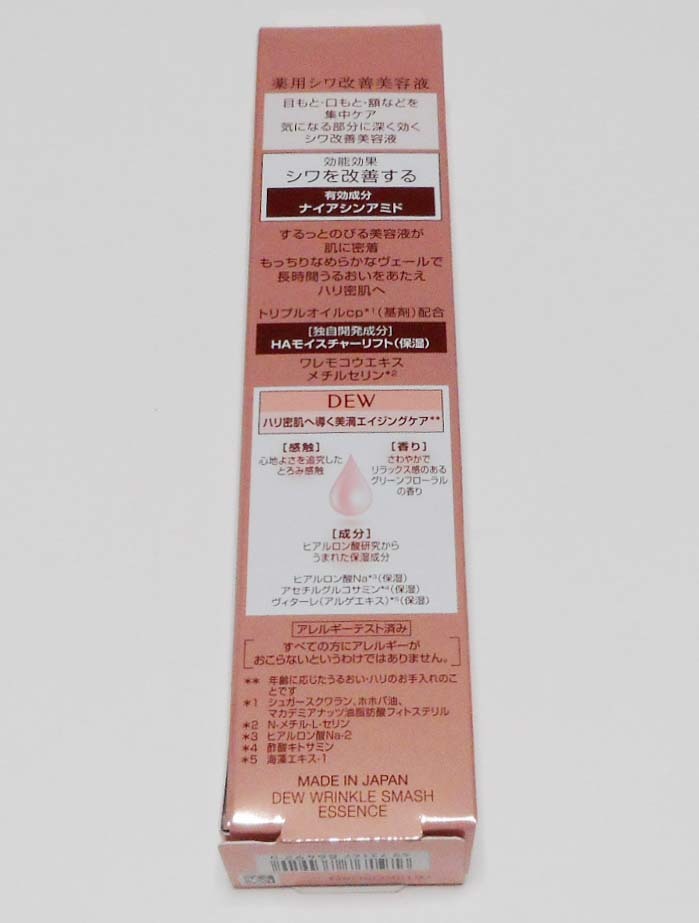 薬用シワ改善美容液
目もと・口もと・額などを
集中ケア
気になる部分に深く効く
シワ改善美容液
効能効果
シワを改善する
有効成分
ナイアシンアミド
するっとのびる美容液が
肌に密着
もっちりなめらかなヴェールで
長時間うるおいをあたえ
ハリ密肌へ
トリプルオイルcp*1(基剤)配合
[独自開発成分]
HAモイスチャーリフト(保湿)
ワレモコウエキス
メチルセリン*2
DEW
ハリ密肌へ導く美滴エイジングケア**
[感触]
心地よさを追究した
とろみ感触
[香り]
さわやかで
リラックス感のある
グリーンフローラル
の香り
[成分]
ヒアルロン酸研究から
うまれた保湿成分
ヒアルロン酸Na*3(保湿)
アセチルグルコサミン*4(保湿)
ヴィターレ(アルゲエキス)*5(保湿)
アレルギーテスト済み
すべての方にアレルギーが
おこらないというわけではありません。
** 年齢に応じたうるおい・ハリのお手入れのこ
とです
*1 シュガースクワラン、ホホバ油、
マカデミアナッツ油脂肪酸フィトステリル
*2 N-メチル-L-セリン
*3 ヒアルロン酸Na-2
*4 酢酸キトサミン
*5 海藻エキス-1
MADE IN JAPAN
DEW WRINKLE SMASH
ESSENCE